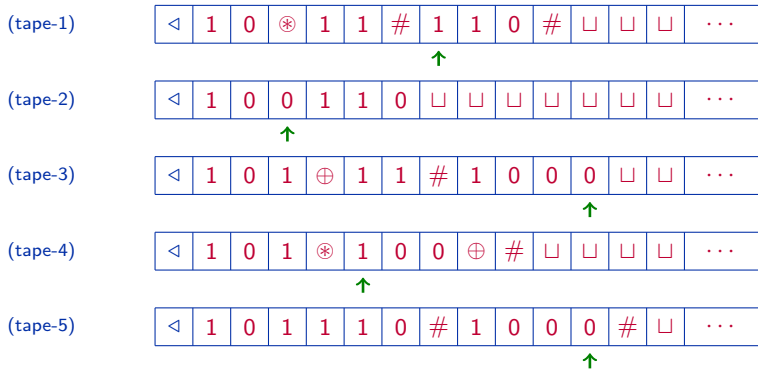 (tape-1) ◁ 1 0 ⊛ 1 1 # 1 1 0 # ⊔ ⊔ ⊔ ···
↑
(tape-2) ◁ 1 0 0 1 1 0 ⊔ ⊔ ⊔ ⊔ ⊔ ⊔ ⊔ ···
↑
(tape-3) ◁ 1 0 1 ⊕ 1 1 # 1 0 0 0 ⊔ ⊔ ···
↑
(tape-4) ◁ 1 0 1 ⊛ 1 0 0 ⊕ # ⊔ ⊔ ⊔ ⊔ ···
↑
(tape-5) ◁ 1 0 1 1 1 0 # 1 0 0 0 # ⊔ ···
↑